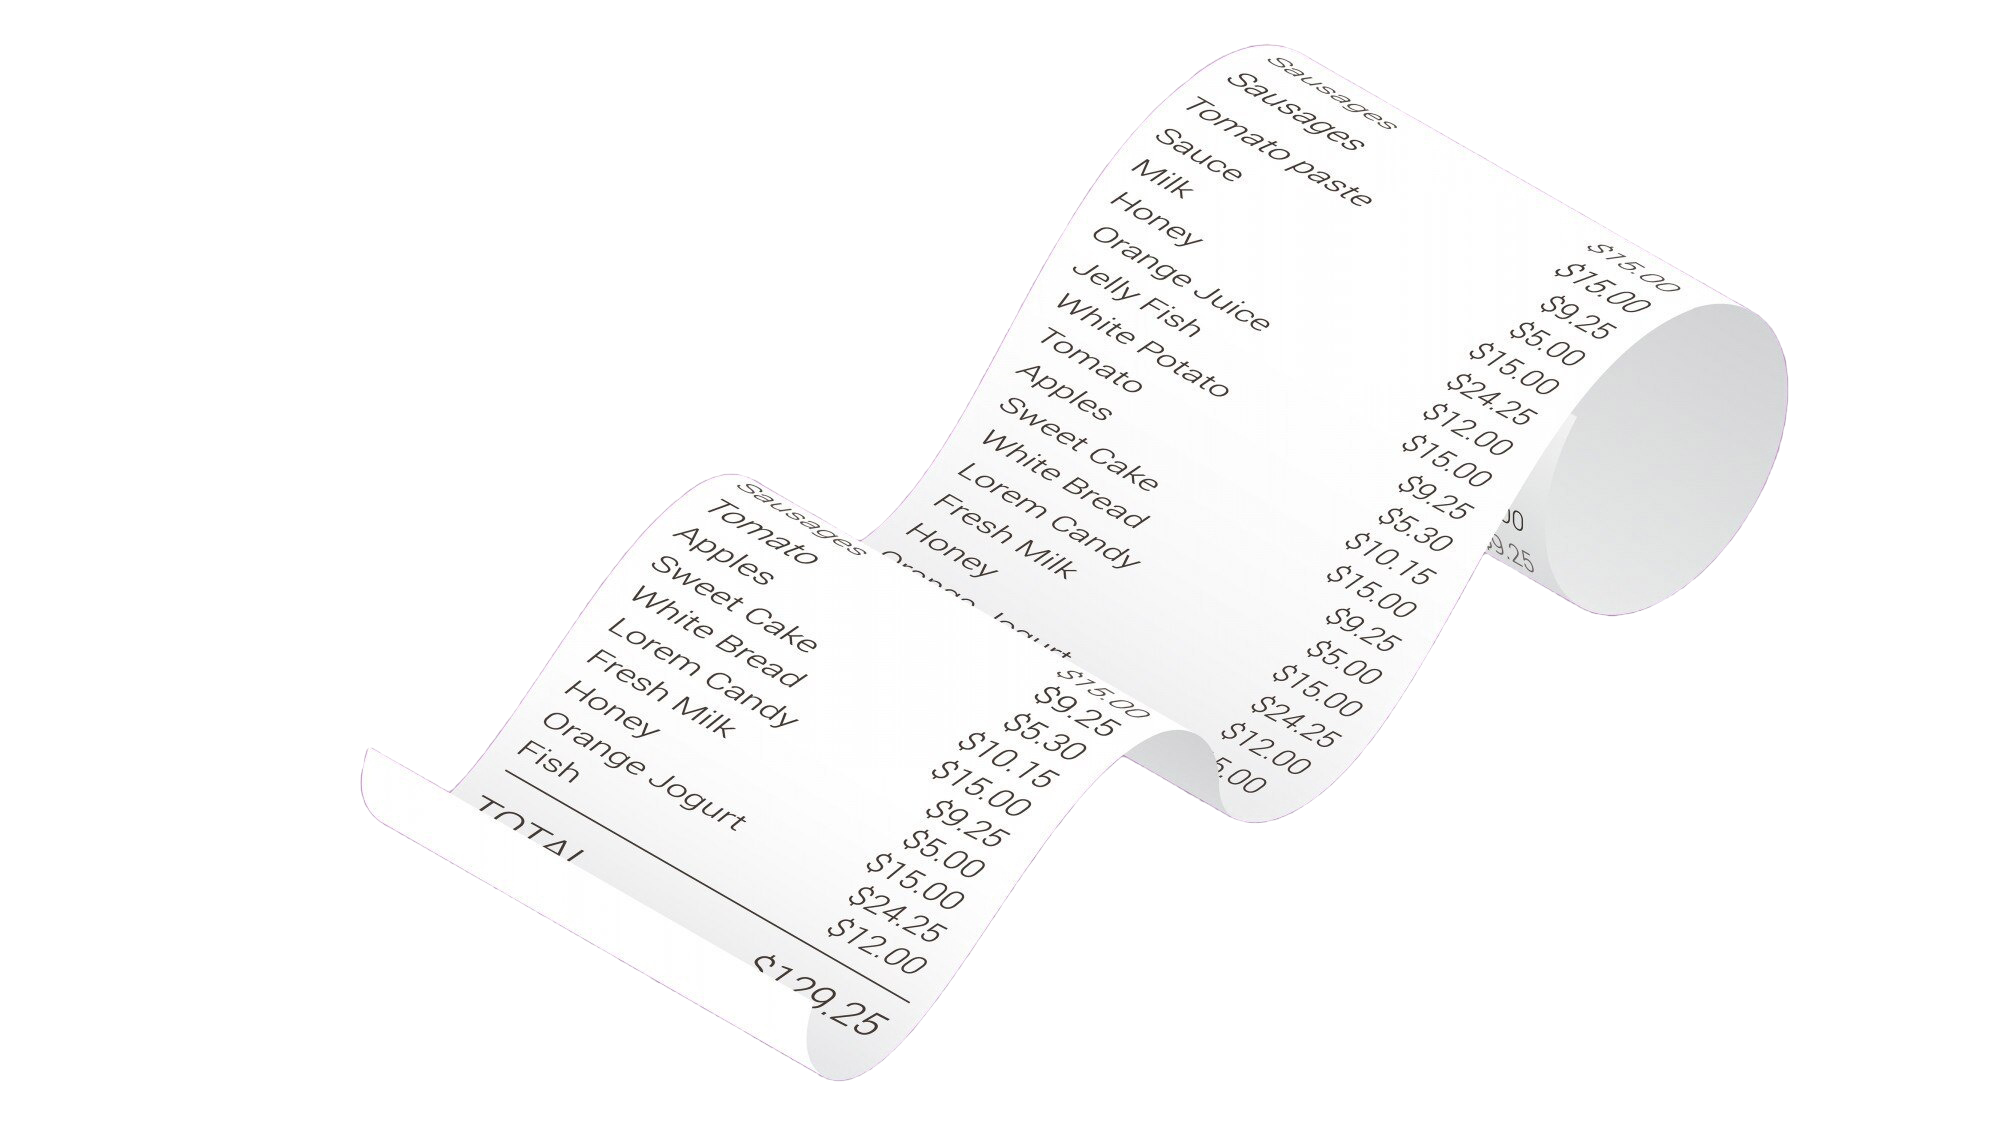 Sausages $15.00
Sausages $15.00
Tomato paste $9.25
Sauce $5.00
Milk $15.00
Honey $24.25
Orange Juice $12.00
Jelly Fish $15.00
White Potato $9.25
Tomato $5.30
Apples $10.15
Sweet Cake $15.00
White Bread $9.25
Lorem Candy $5.00
Fresh Milk $15.00
Honey $24.25
Orange Jogurt $12.00
$9.25
Sausages $15.00
Tomato $9.25
Apples $5.30
Sweet Cake $10.15
White Bread $15.00
Lorem Candy $9.25
Fresh Milk $5.00
Honey $15.00
Orange Jogurt $24.25
Fish $12.00
TOTAL $129.25